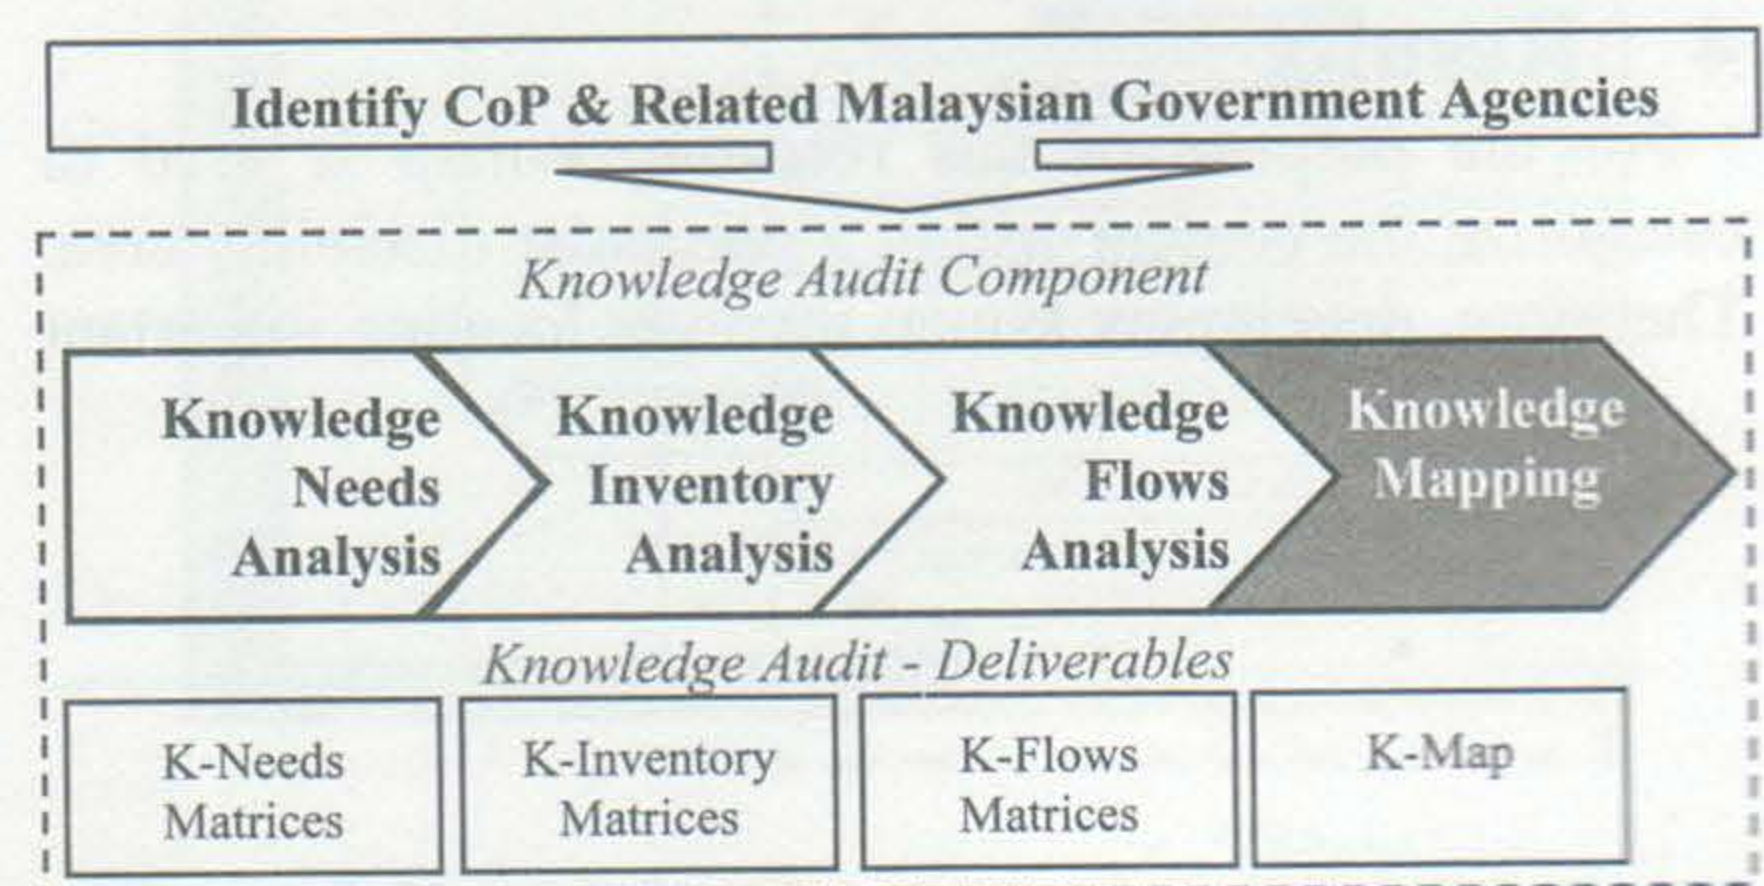 Identify CoP & Related Malaysian Government Agencies
Knowledge Audit Component
Knowledge
Needs
Analysis
Knowledge
Inventory
Analysis
Knowledge
Flows
Analysis
Knowledge
Mapping
Knowledge Audit - Deliverables
K-Needs
Matrices
K-Inventory
Matrices
K-Flows
Matrices
K-Map